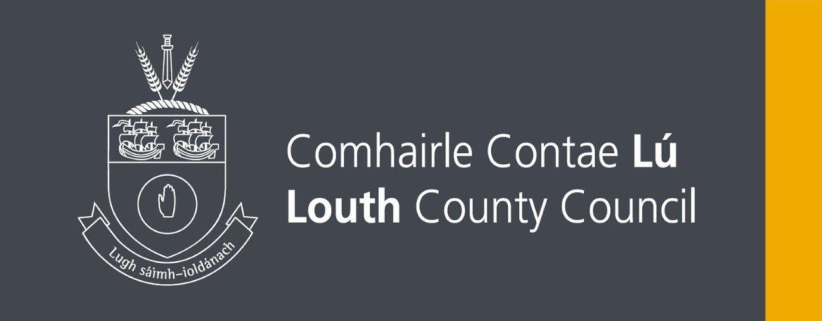 Comhairle Contae Lú
Louth County Council
Lugh sáimh-ioldánach